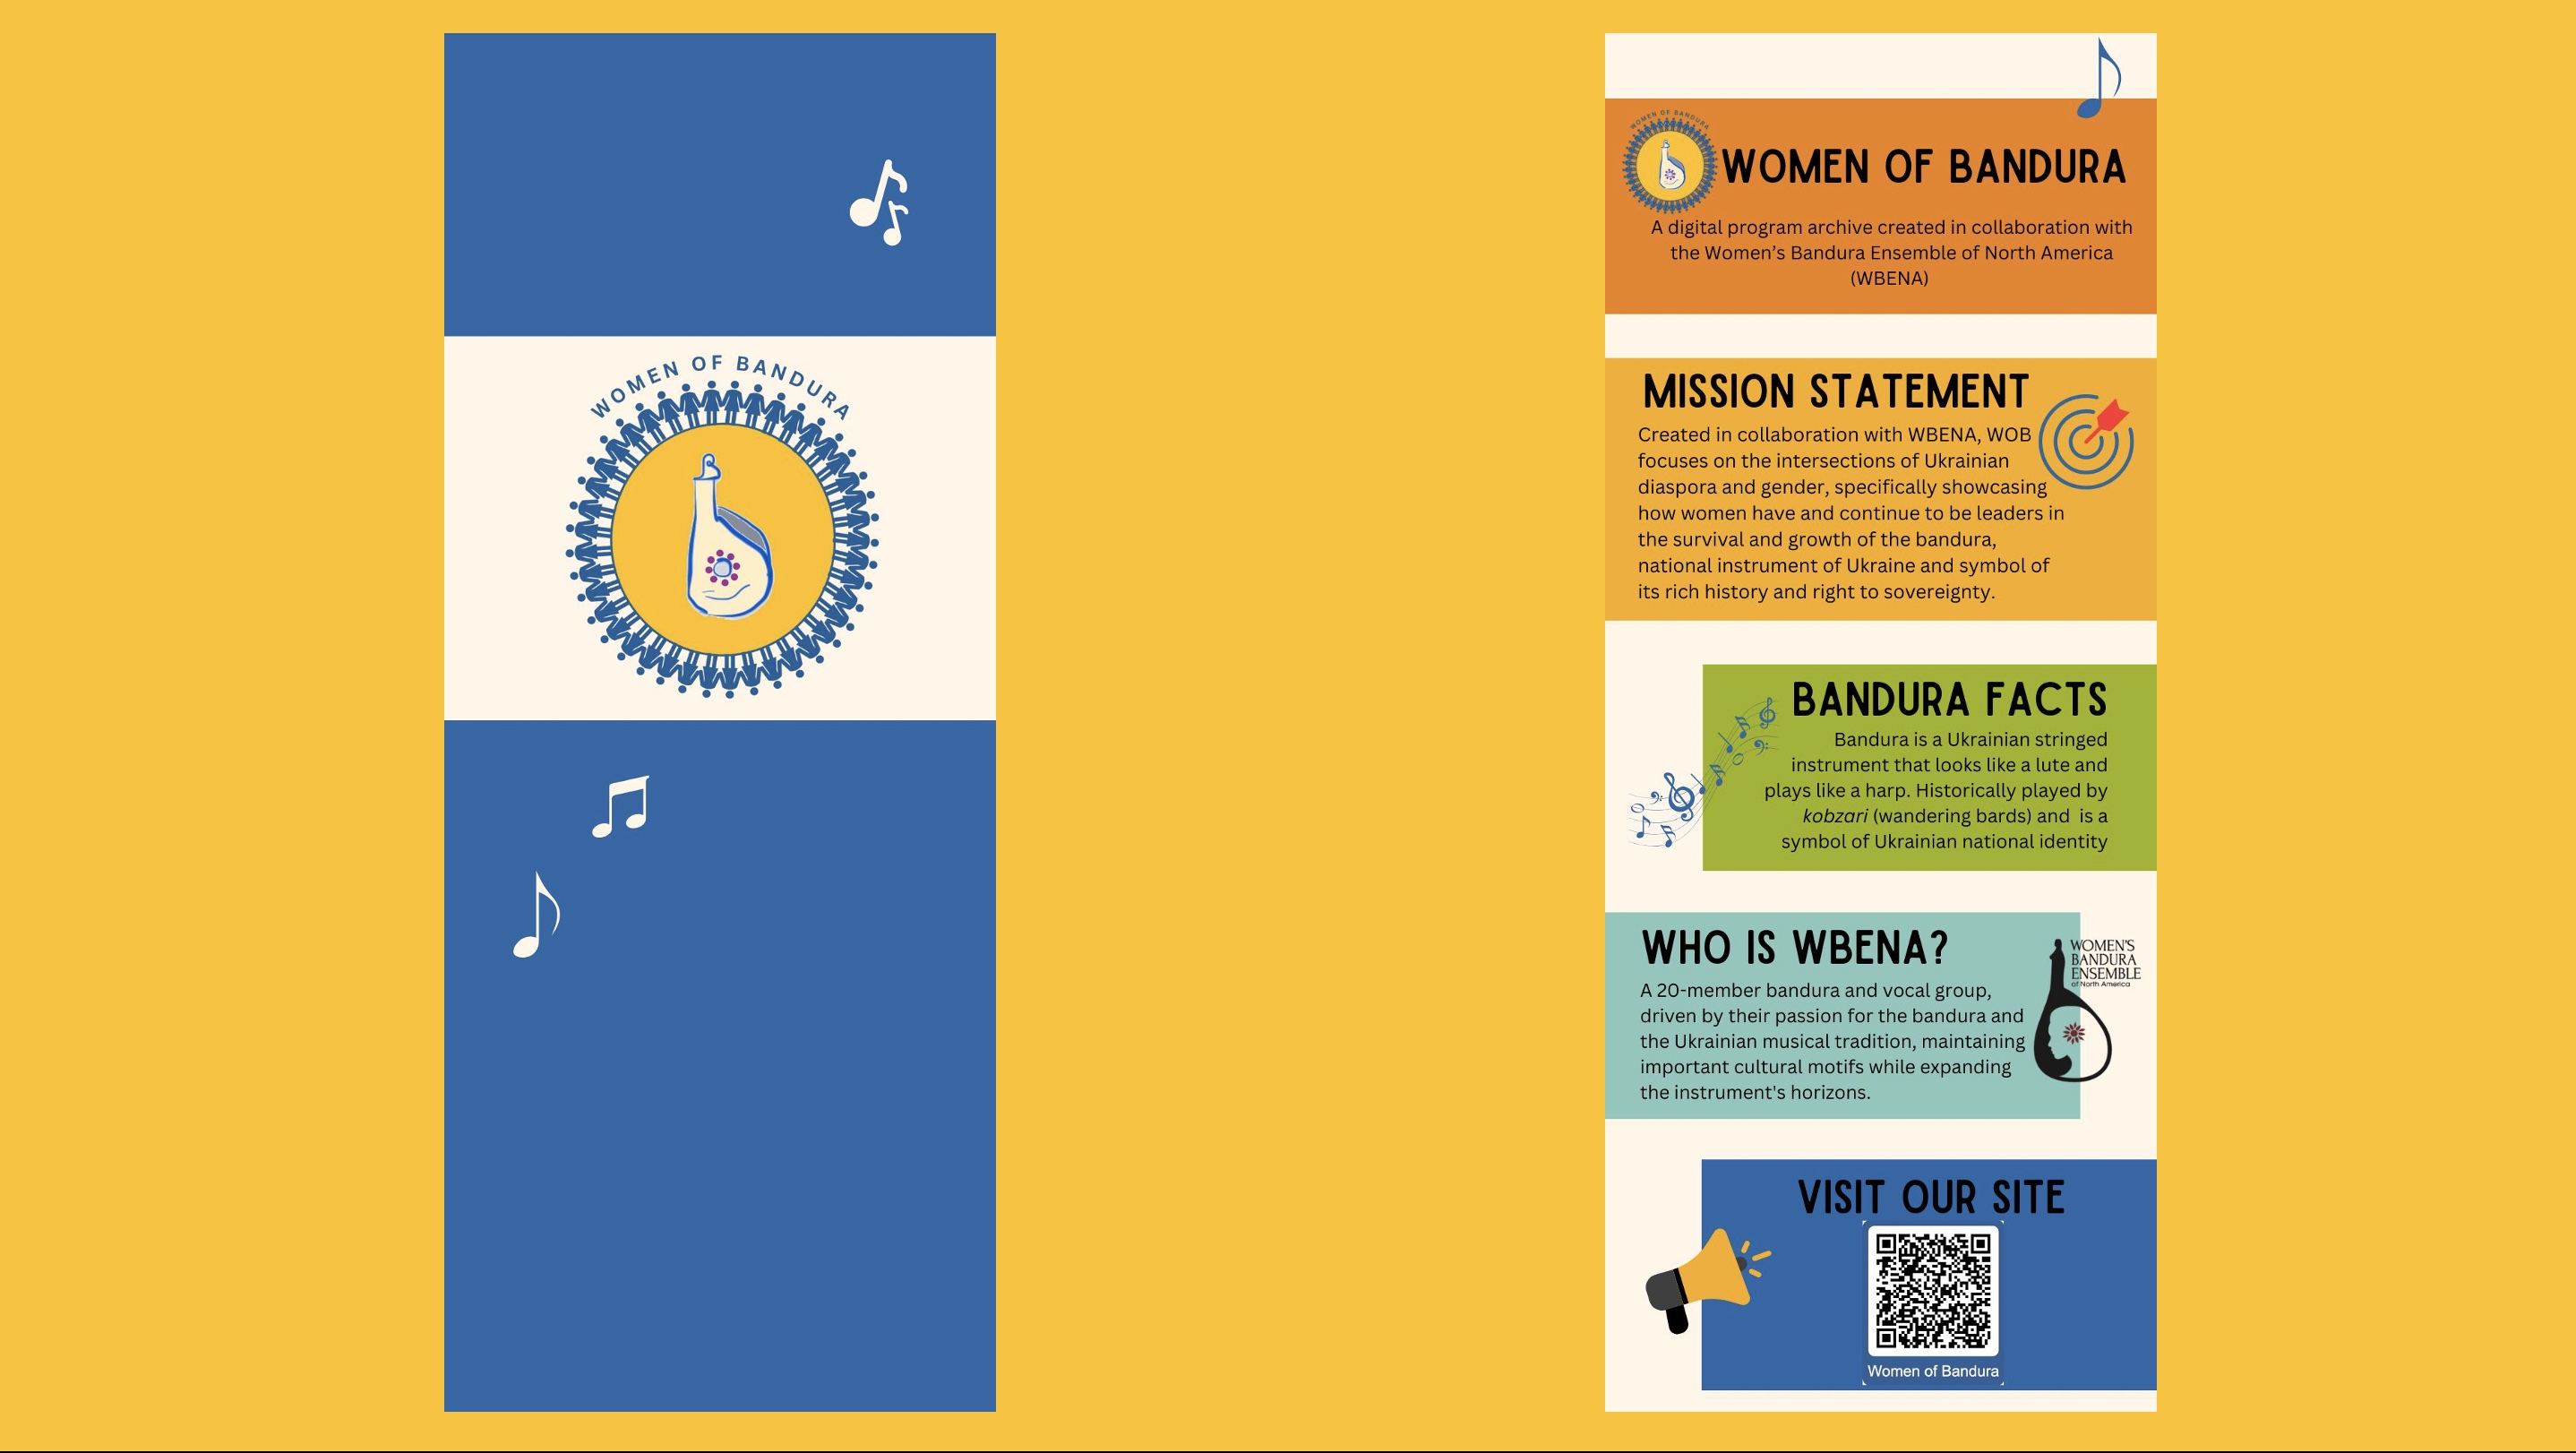 WOMEN OF BANDURA
WOMEN OF BANDURA
WOMEN OF BANDURA
A digital program archive created in collaboration with
the Women’s Bandura Ensemble of North America
(WBENA)
MISSION STATEMENT
Created in collaboration with WBENA, WOB
focuses on the intersections of Ukrainian
diaspora and gender, specifically showcasing
how women have and continue to be leaders in
the survival and growth of the bandura,
national instrument of Ukraine and symbol of
its rich history and right to sovereignty.
BANDURA FACTS
Bandura is a Ukrainian stringed
instrument that looks like a lute and
plays like a harp. Historically played by
kobzari (wandering bards) and  is a
symbol of Ukrainian national identity
WHO IS WBENA?
A 20-member bandura and vocal group,
driven by their passion for the bandura and
the Ukrainian musical tradition, maintaining
important cultural motifs while expanding
the instrument's horizons.
WOMEN'S
BANDURA
ENSEMBLE
of North America
VISIT OUR SITE
Women of Bandura